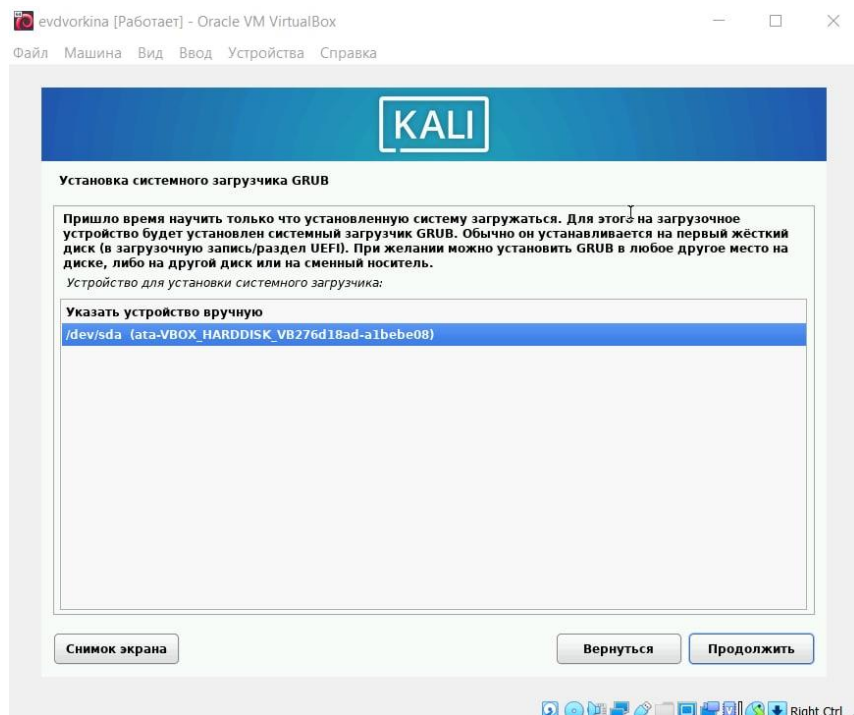 evdvorkina [Работает] - Oracle VM VirtualBox
Файл Машина Вид Ввод Устройства Справка
KALI
Установка системного загрузчика GRUB
Пришло время научить только что установленную систему загружаться. Для этого на загрузочное
устройство будет установлен системный загрузчик GRUB. Обычно он устанавливается на первый жёсткий
диск (в загрузочную запись/раздел UEFI). При желании можно установить GRUB в любое другое место на
диске, либо на другой диск или на сменный носитель.
Устройство для установки системного загрузчика:
Указать устройство вручную
/dev/sda (ata-VBOX_HARDDISK_VB276d18ad-a1bebe08)
Снимок экрана Вернуться Продолжить
Right Ctrl